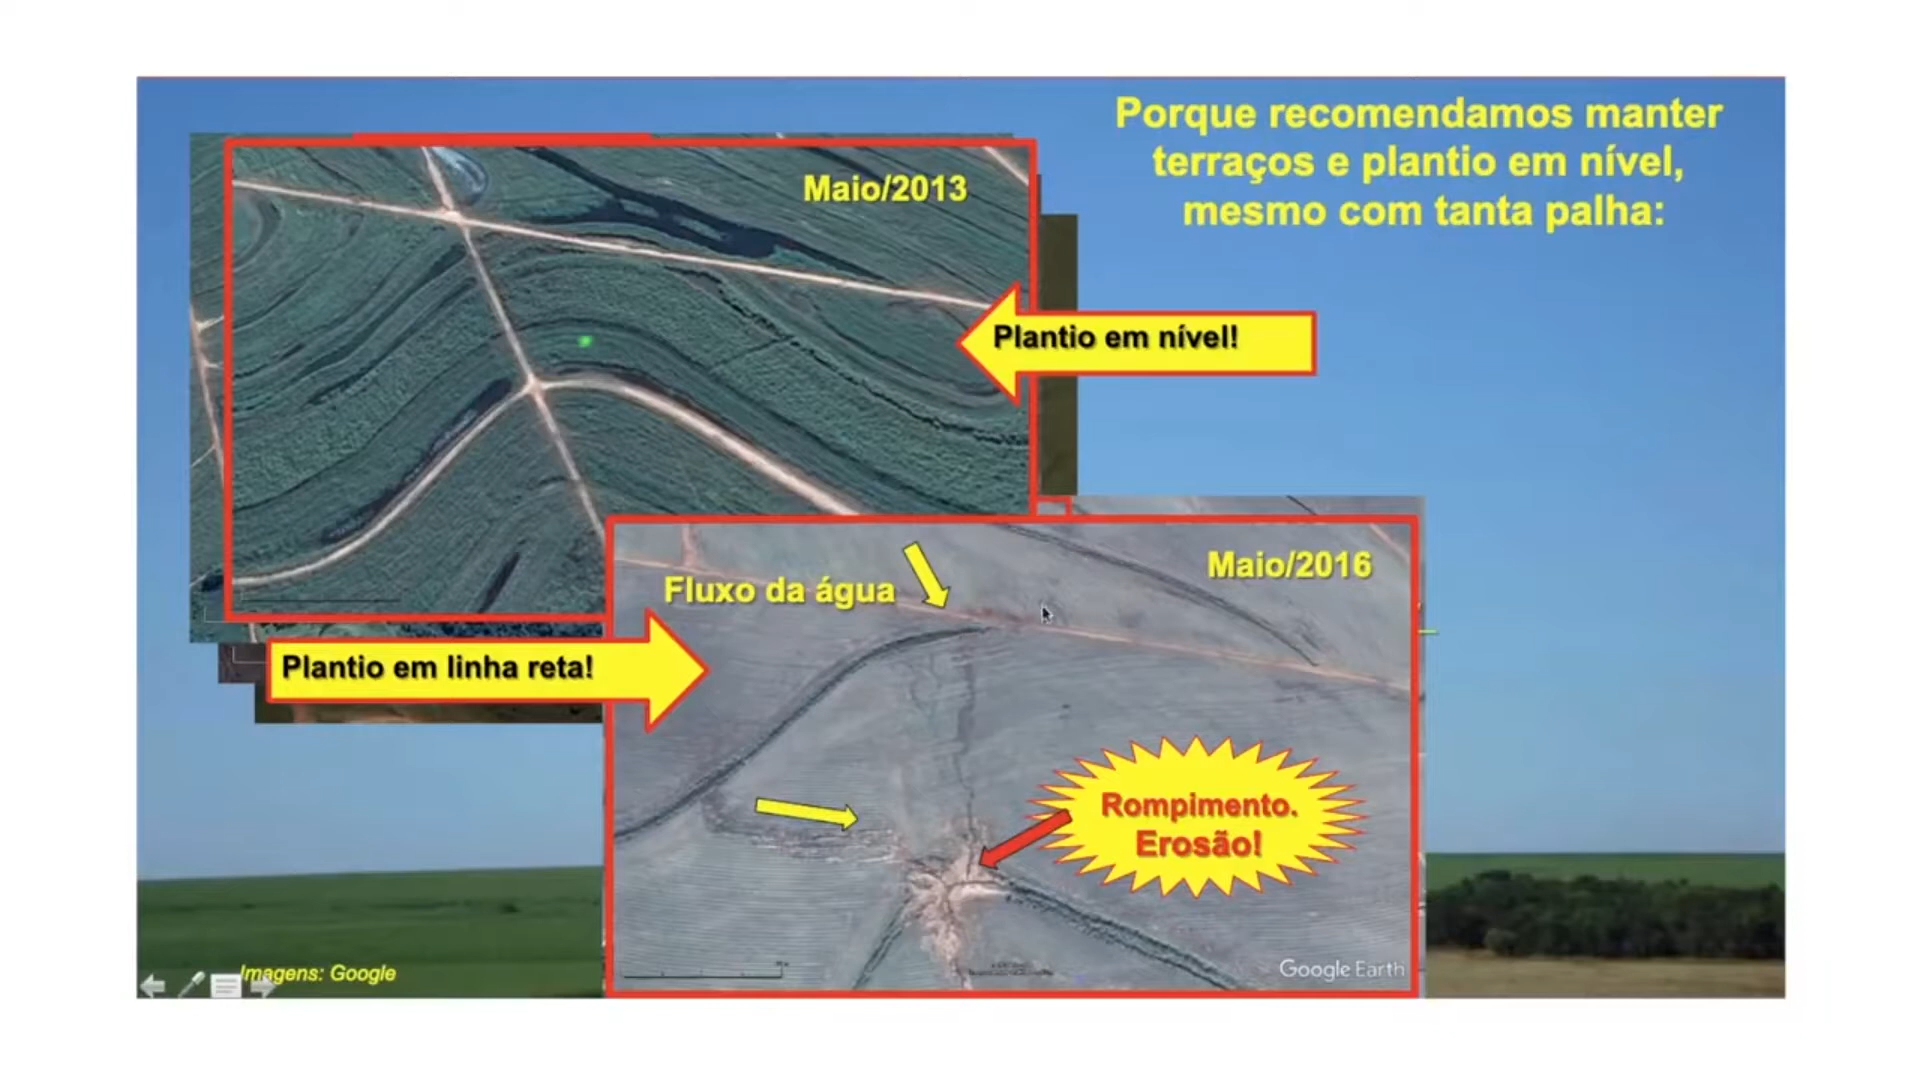 Porque recomendamos manter
terraços e plantio em nível,
mesmo com tanta palha:
Maio/2013
Plantio em nível!
Maio/2016
Fluxo da água
Plantio em linha reta!
Rompimento.
Erosão!
Google Earth
Imagens: Google